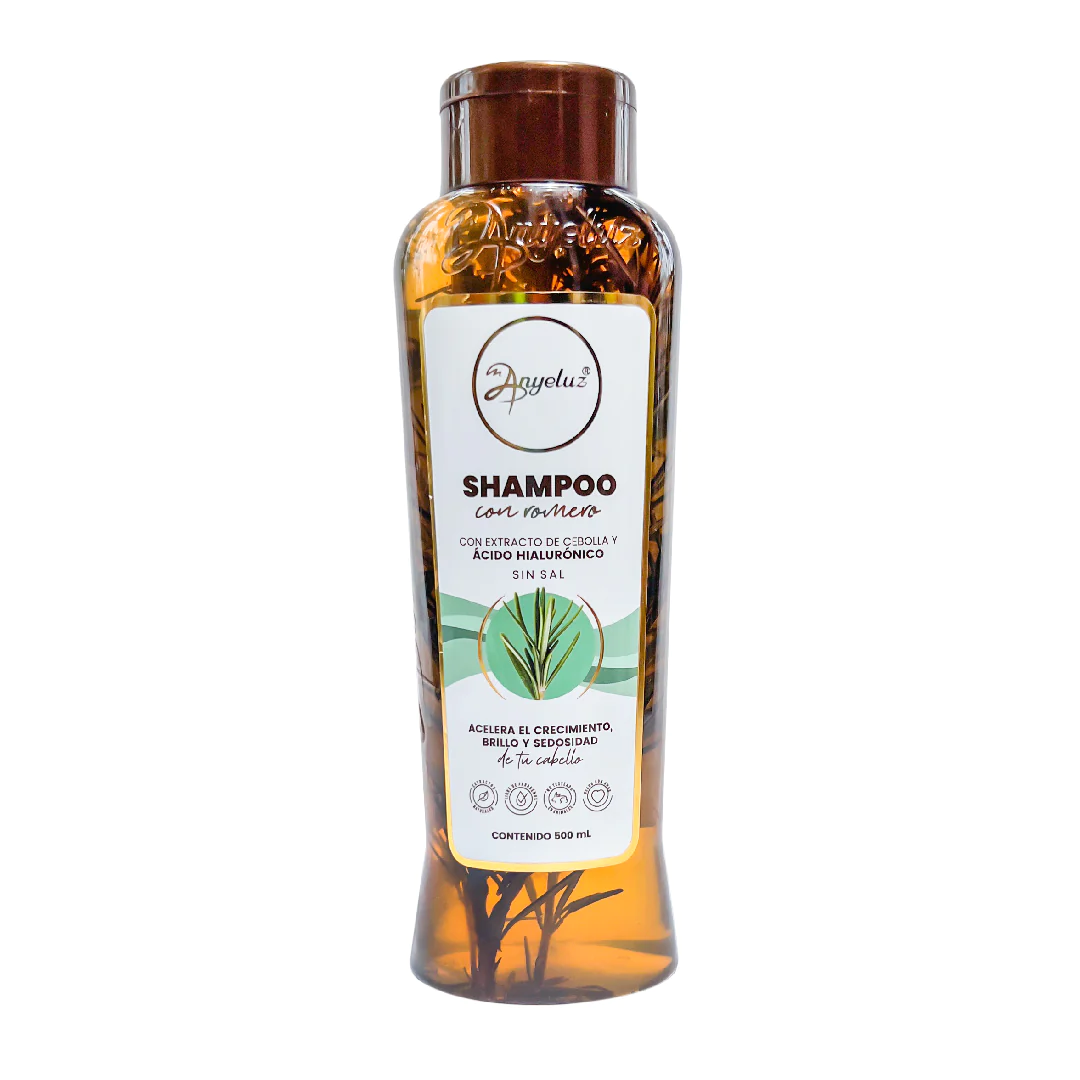 Anyeluz
Anyeluz®
SHAMPOO
con romero
CON EXTRACTO DE CEBOLLA Y
ÁCIDO HIALURÓNICO
SIN SAL
ACELERA EL CRECIMIENTO,
BRILLO Y SEDOSIDAD
de tu cabello
CONTENIDO 500 mL